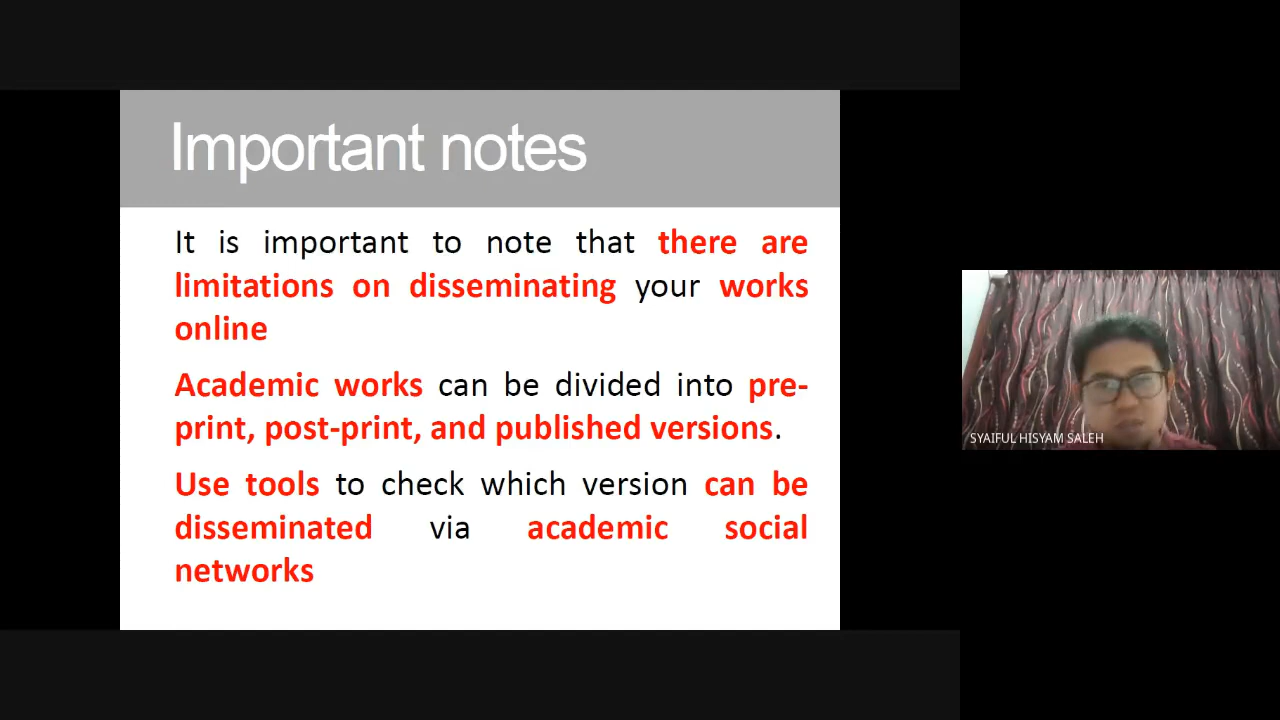 Important notes
It is important to note that there are
limitations on disseminating your works
online
Academic works can be divided into pre-
print, post-print, and published versions.
Use tools to check which version can be
disseminated via academic social
networks
SYAIFUL HISYAM SALEH